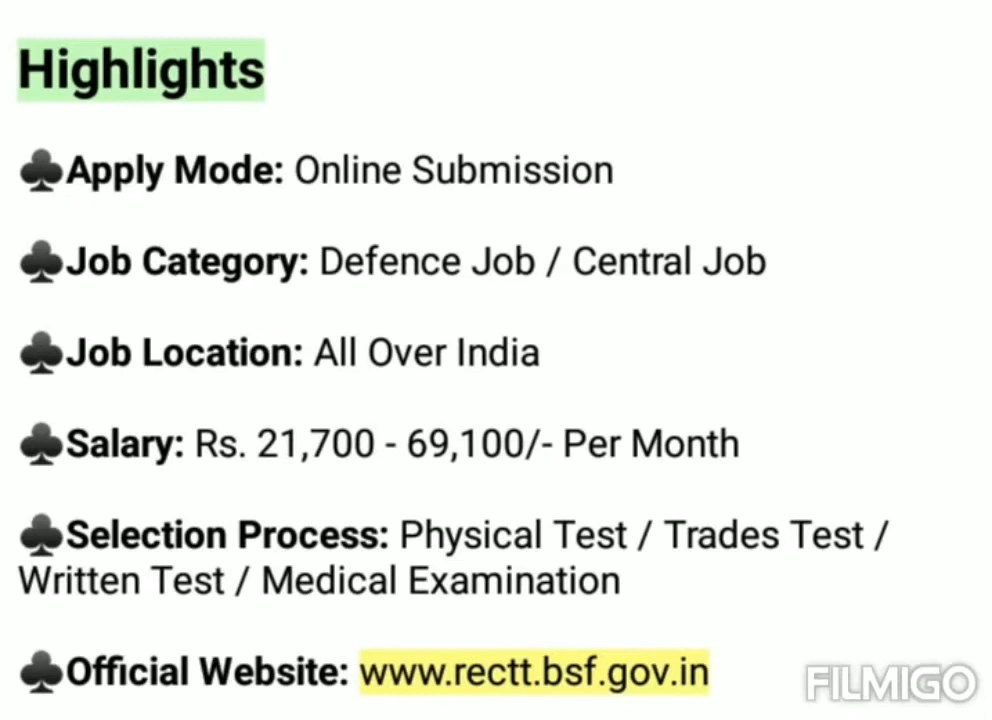 Highlights
♣Apply Mode: Online Submission
♣Job Category: Defence Job / Central Job
♣Job Location: All Over India
♣Salary: Rs. 21,700 - 69,100/- Per Month
♣Selection Process: Physical Test / Trades Test /
Written Test / Medical Examination
♣Official Website: www.rectt.bsf.gov.in
FILMIGO